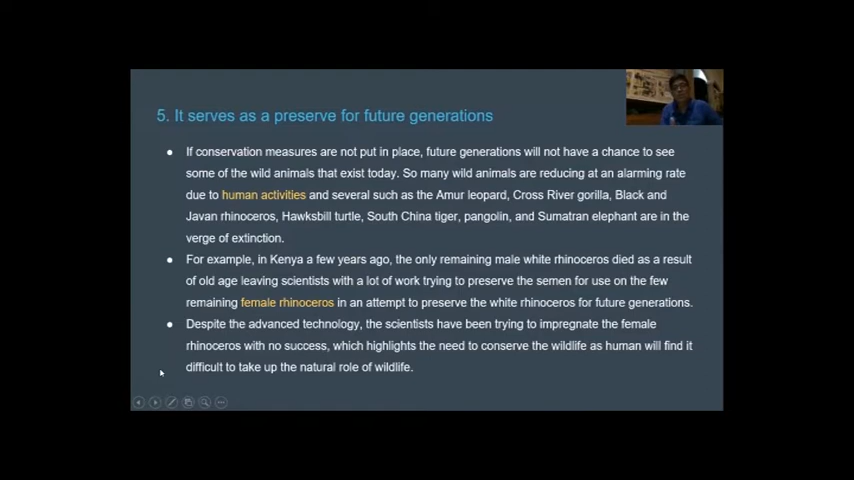 5. It serves as a preserve for future generations
If conservation measures are not put in place, future generations will not have a chance to see
some of the wild animals that exist today. So many wild animals are reducing at an alarming rate
due to human activities and several such as the Amur leopard, Cross River gorilla, Black and
Javan rhinoceros, Hawksbill turtle, South China tiger, pangolin, and Sumatran elephant are in the
verge of extinction.
For example, in Kenya a few years ago, the only remaining male white rhinoceros died as a result
of old age leaving scientists with a lot of work trying to preserve the semen for use on the few
remaining female rhinoceros in an attempt to preserve the white rhinoceros for future generations.
Despite the advanced technology, the scientists have been trying to impregnate the female
rhinoceros with no success, which highlights the need to conserve the wildlife as human will find it
difficult to take up the natural role of wildlife.